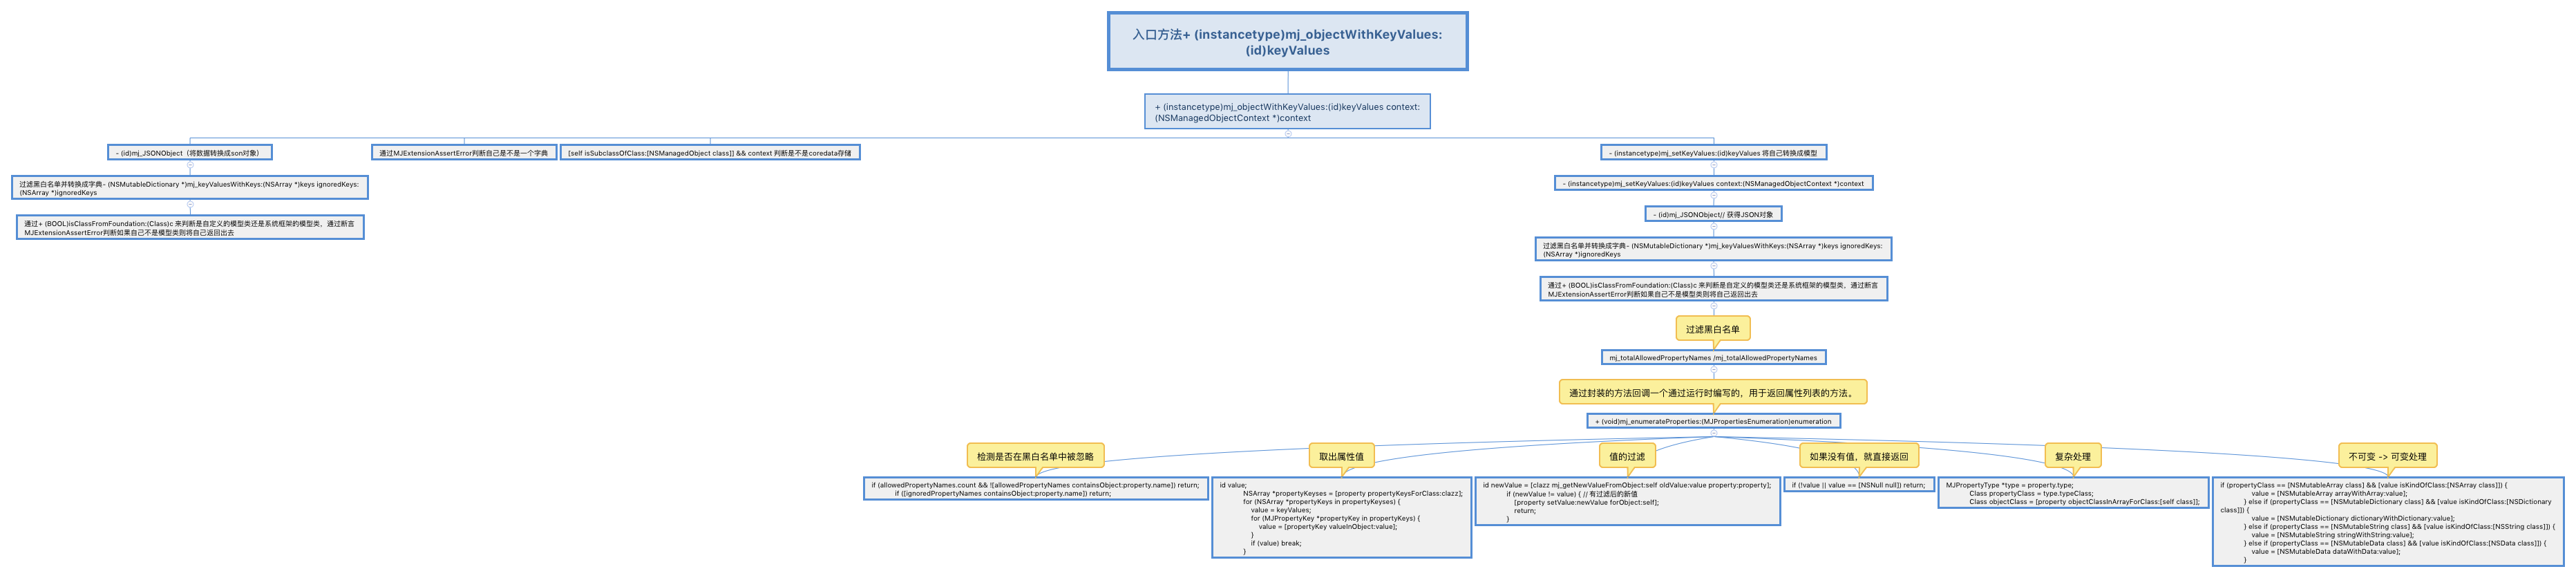 入口方法+ (instancetype)mj_objectWithKeyValues:
(id)keyValues
+ (instancetype)mj_objectWithKeyValues:(id)keyValues context:
(NSManagedObjectContext *)context
- (id)mj_JSONObject（将数据转换成son对象）
通过MJExtensionAssertError判断自己是不是一个字典
[self isSubclassOfClass:[NSManagedObject class]] && context 判断是不是coredata存储
- (instancetype)mj_setKeyValues:(id)keyValues 将自己转换成模型
过滤黑白名单并转换成字典- (NSMutableDictionary *)mj_keyValuesWithKeys:(NSArray *)keys ignoredKeys:
(NSArray *)ignoredKeys
通过+ (BOOL)isClassFromFoundation:(Class)c 来判断是自定义的模型类还是系统框架的模型类，通过断言
MJExtensionAssertError判断如果自己不是模型类则将自己返回出去
- (instancetype)mj_setKeyValues:(id)keyValues context:(NSManagedObjectContext *)context
- (id)mj_JSONObject// 获得JSON对象
过滤黑白名单并转换成字典- (NSMutableDictionary *)mj_keyValuesWithKeys:(NSArray *)keys ignoredKeys:
(NSArray *)ignoredKeys
通过+ (BOOL)isClassFromFoundation:(Class)c 来判断是自定义的模型类还是系统框架的模型类，通过断言
MJExtensionAssertError判断如果自己不是模型类则将自己返回出去
过滤黑白名单
mj_totalAllowedPropertyNames /mj_totalAllowedPropertyNames
通过封装的方法回调一个通过运行时编写的，用于返回属性列表的方法。
+ (void)mj_enumerateProperties:(MJPropertiesEnumeration)enumeration
检测是否在黑白名单中被忽略
if (allowedPropertyNames.count && ![allowedPropertyNames containsObject:property.name]) return;
if ([ignoredPropertyNames containsObject:property.name]) return;
取出属性值
id value;
NSArray *propertyKeyses = [property propertyKeysForClass:clazz];
for (NSArray *propertyKeys in propertyKeyses) {
value = keyValues;
for (MJPropertyKey *propertyKey in propertyKeys) {
value = [propertyKey valueInObject:value];
}
if (value) break;
}
值的过滤
id newValue = [clazz mj_getNewValueFromObject:self oldValue:value property:property];
if (newValue != value) { // 有过滤后的新值
[property setValue:newValue forObject:self];
return;
}
如果没有值，就直接返回
if (!value || value == [NSNull null]) return;
复杂处理
MJPropertyType *type = property.type;
Class propertyClass = type.typeClass;
Class objectClass = [property objectClassInArrayForClass:[self class]];
不可变 -> 可变处理
if (propertyClass == [NSMutableArray class] && [value isKindOfClass:[NSArray class]]) {
value = [NSMutableArray arrayWithArray:value];
} else if (propertyClass == [NSMutableDictionary class] && [value isKindOfClass:[NSDictionary
class]]) {
value = [NSMutableDictionary dictionaryWithDictionary:value];
} else if (propertyClass == [NSMutableString class] && [value isKindOfClass:[NSString class]]) {
value = [NSMutableString stringWithString:value];
} else if (propertyClass == [NSMutableData class] && [value isKindOfClass:[NSData class]]) {
value = [NSMutableData dataWithData:value];
}